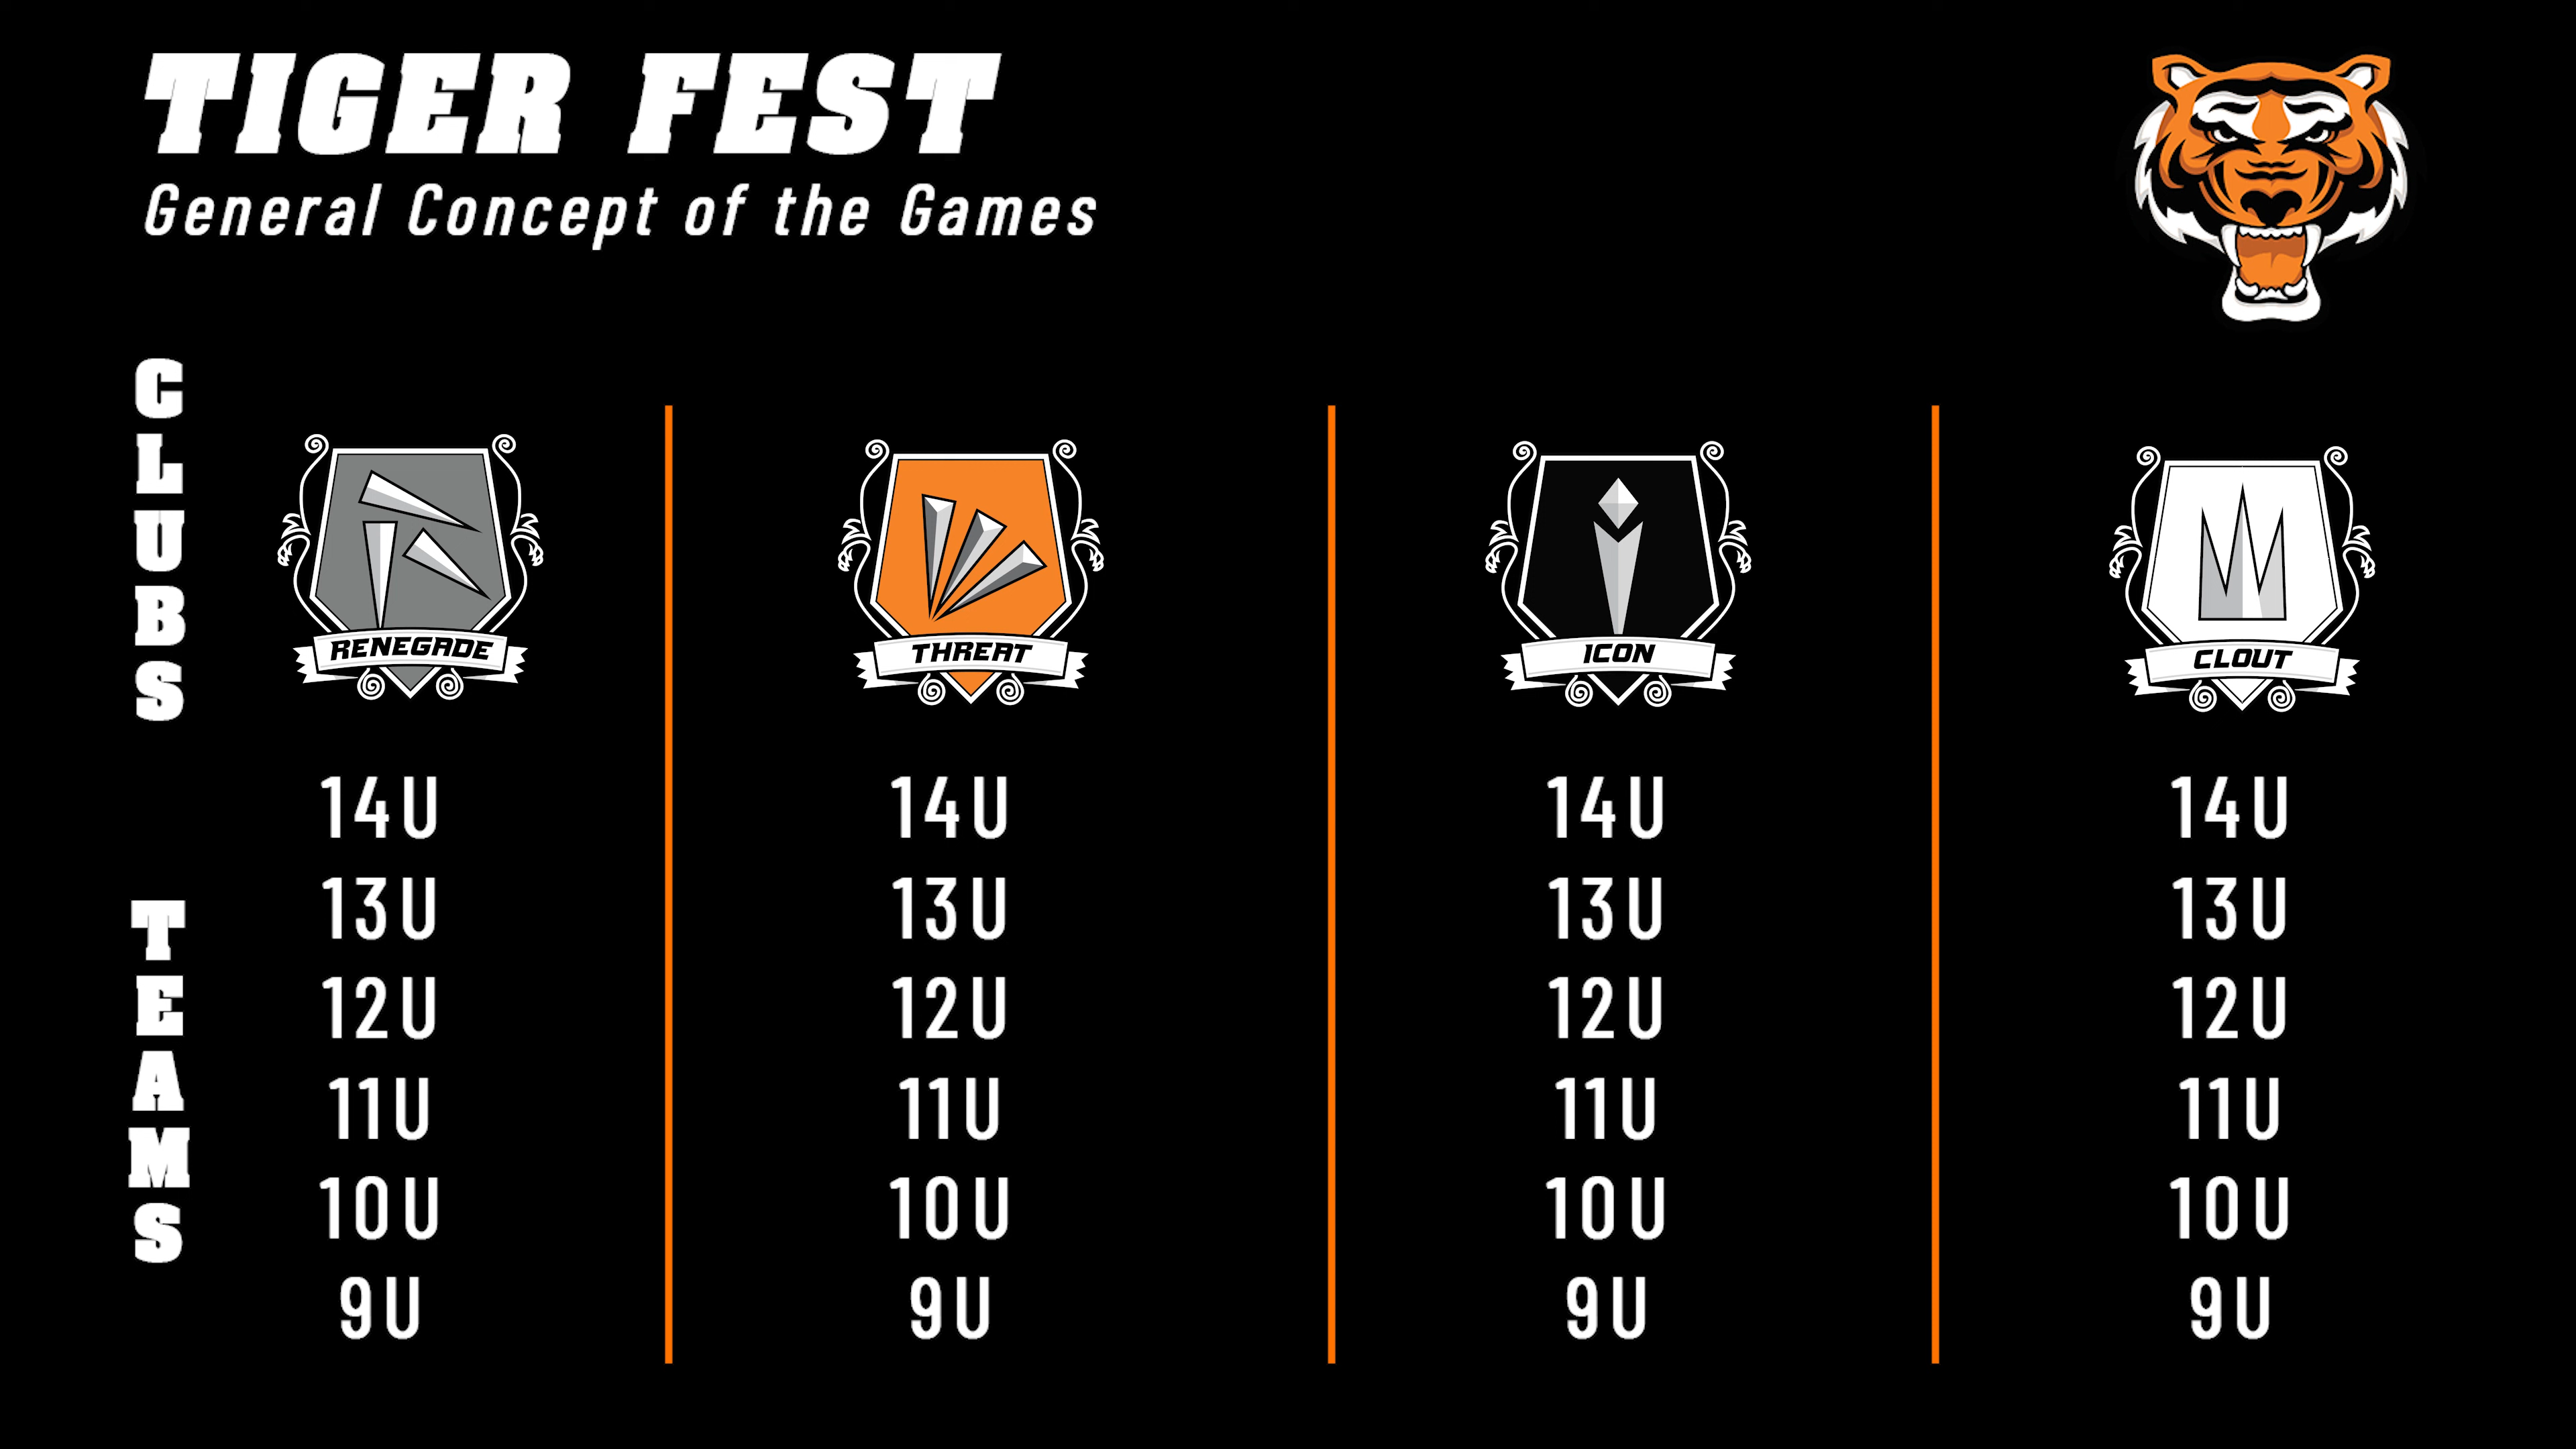 TIGER FEST
General Concept of the Games
CLUBS
RENEGADE
THREAT
ICON
CLOUT
TEAMS
14U 14U 14U 14U
13U 13U 13U 13U
12U 12U 12U 12U
11U 11U 11U 11U
10U 10U 10U 10U
9U 9U 9U 9U